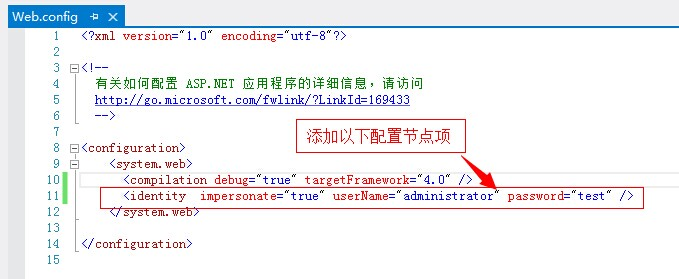 Web.config
1 <?xml version="1.0" encoding="utf-8"?>
2
3 <!--
4 有关如何配置 ASP.NET 应用程序的详细信息，请访问
5 http://go.microsoft.com/fwlink/?LinkId=169433
6 -->
7
添加以下配置节点项
8 <configuration>
9 <system.web>
10 <compilation debug="true" targetFramework="4.0" />
11 <identity  impersonate="true" userName="administrator" password="test" />
12 </system.web>
13
14 </configuration>
15